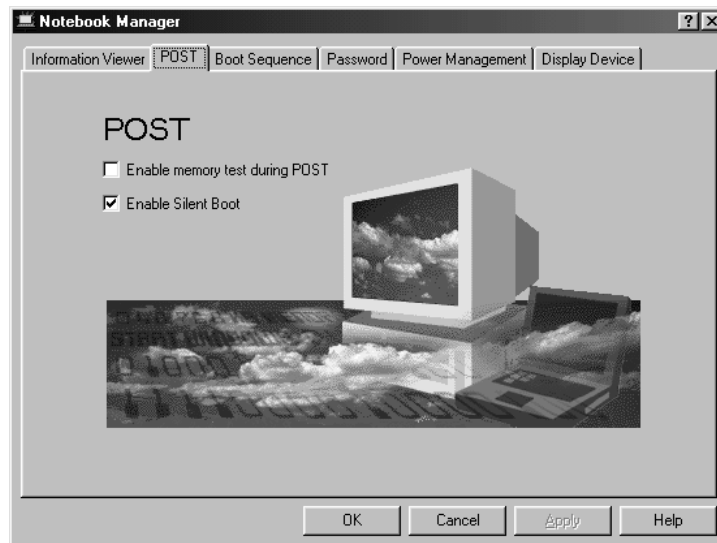 Notebook Manager
Information Viewer POST Boot Sequence Password Power Management Display Device
POST
Enable memory test during POST
Enable Silent Boot
OK Cancel Apply Help